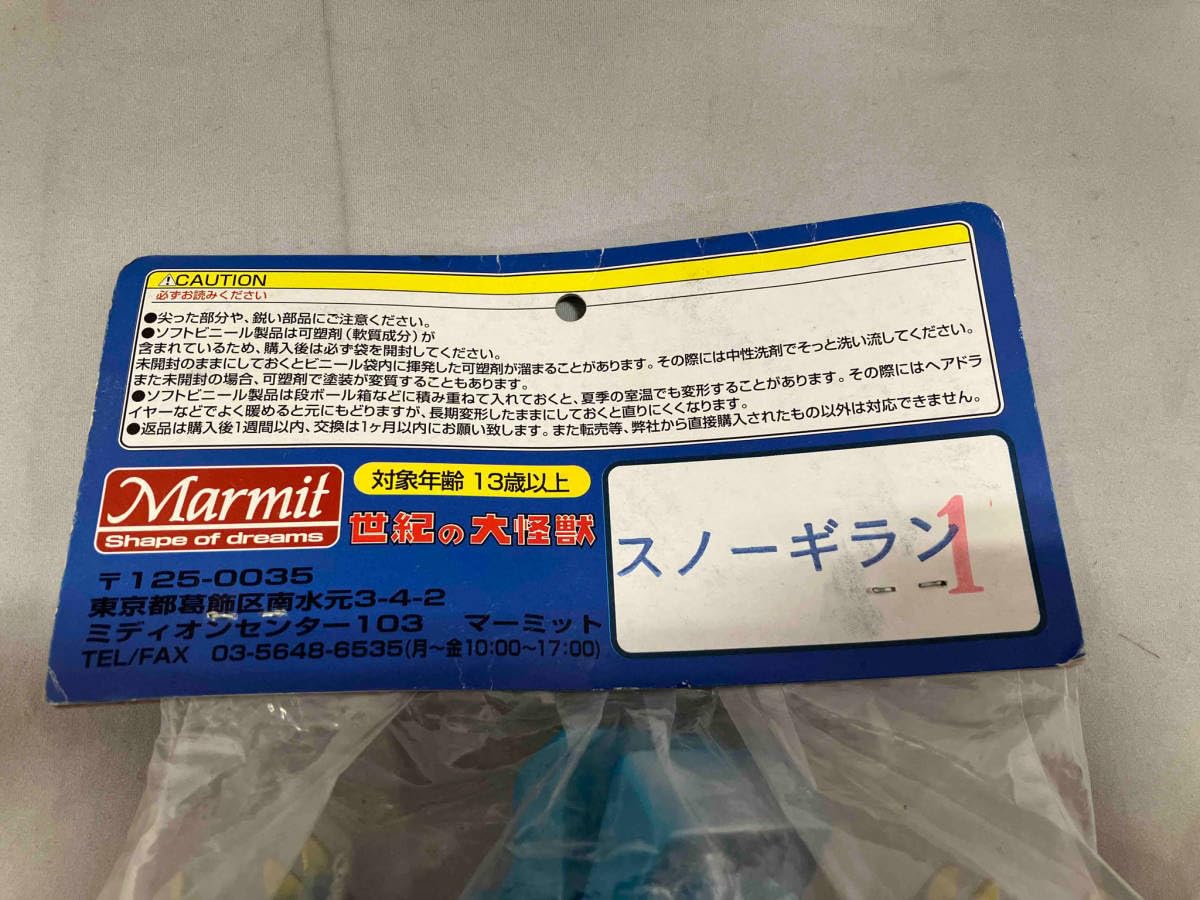 ⚠CAUTION
必ずお読みください
●尖った部分や、鋭い部品にご注意ください。
●ソフトビニール製品は可塑剤(軟質成分)が
含まれているため、購入後は必ず袋を開封してください。
未開封のままにしておくとビニール袋内に揮発した可塑剤が溜まることがあります。その際には中性洗剤でそっと洗い流してください。
また未開封の場合、可塑剤で塗装が変質することもあります。
●ソフトビニール製品は段ボール箱などに積み重ねて入れておくと、夏季の室温でも変形することがあります。その際にはヘアドラ
イヤーなどでよく暖めると元にもどりますが、長期変形したままにしておくと直りにくくなります。
●返品は購入後1週間以内、交換は1ヶ月以内にお願い致します。また転売等、弊社から直接購入されたもの以外は対応できません。
Marmit
Shape of dreams
対象年齢 13歳以上
世紀の大怪獣
〒125-0035
東京都葛飾区南水元3-4-2
ミディオンセンター103 マーミット
TEL/FAX 03-5648-6535(月～金10:00～17:00)
スノーギラン
1